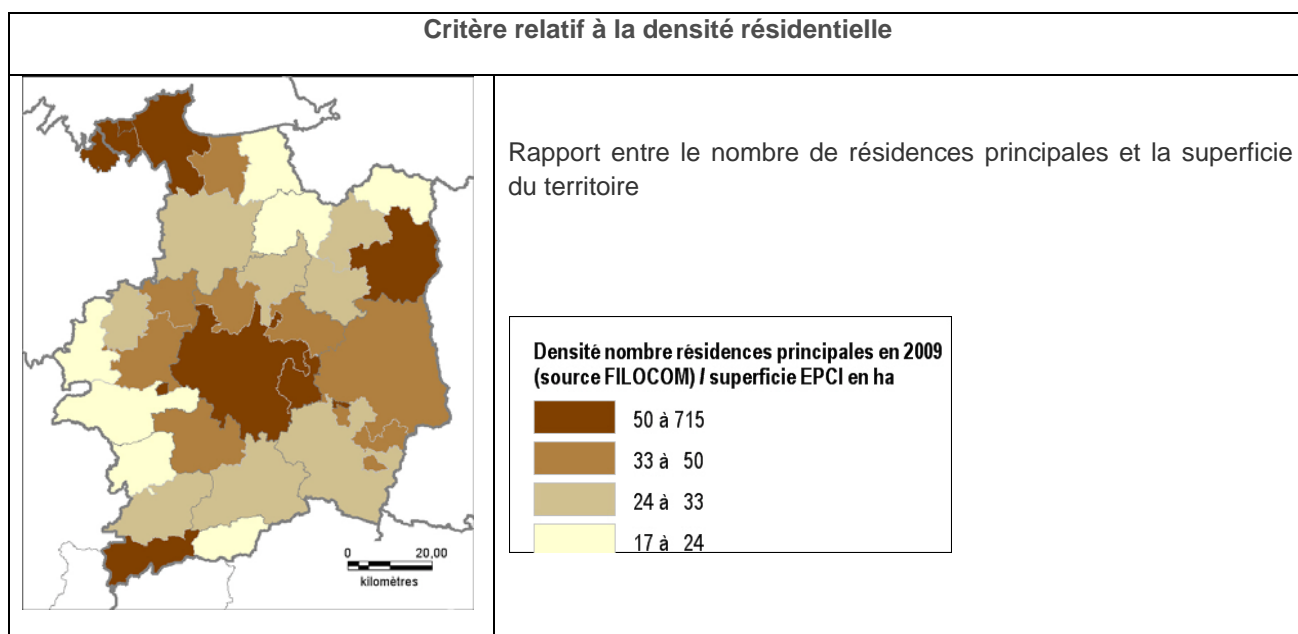 Critère relatif à la densité résidentielle
Rapport entre le nombre de résidences principales et la superficie
du territoire
Densité nombre résidences principales en 2009
(source FILOCOM) / superficie EPCI en ha
50 à 715
33 à 50
24 à 33
17 à 24
0 20,00
kilomètres